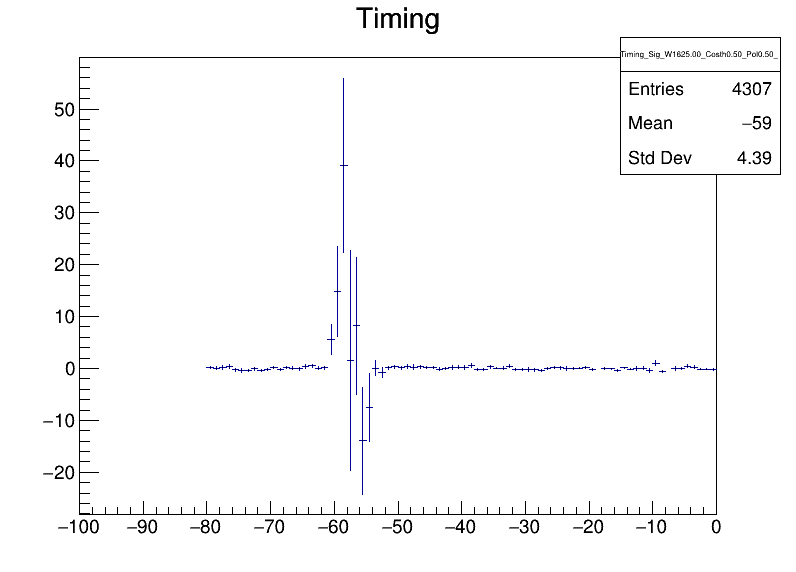 Timing
Timing_Sig_W1625.00_Costh0.50_Pol0.50_
Entries 4307
Mean −59
Std Dev 4.39
50
40
30
20
10
0
−10
−20
−100 −90 −80 −70 −60 −50 −40 −30 −20 −10 0